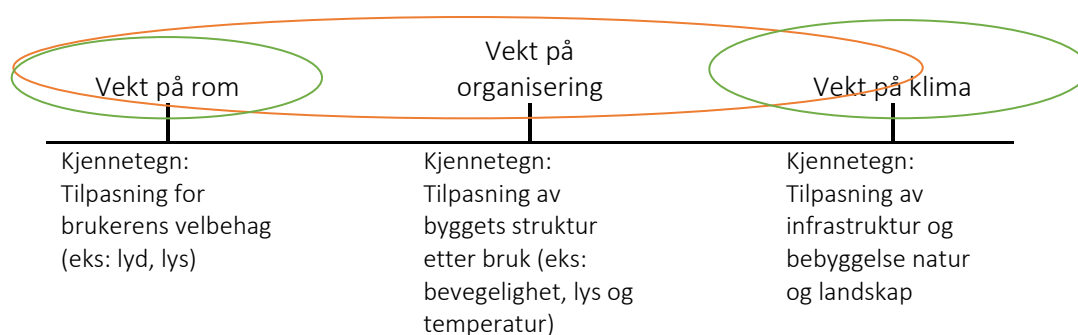 Vekt på rom
Vekt på
organisering
Vekt på klima
Kjennetegn:
Tilpasning for
brukerens velbehag
(eks: lyd, lys)
Kjennetegn:
Tilpasning av
byggets struktur
etter bruk (eks:
bevegelighet, lys og
temperatur)
Kjennetegn:
Tilpasning av
infrastruktur og
bebyggelse natur
og landskap